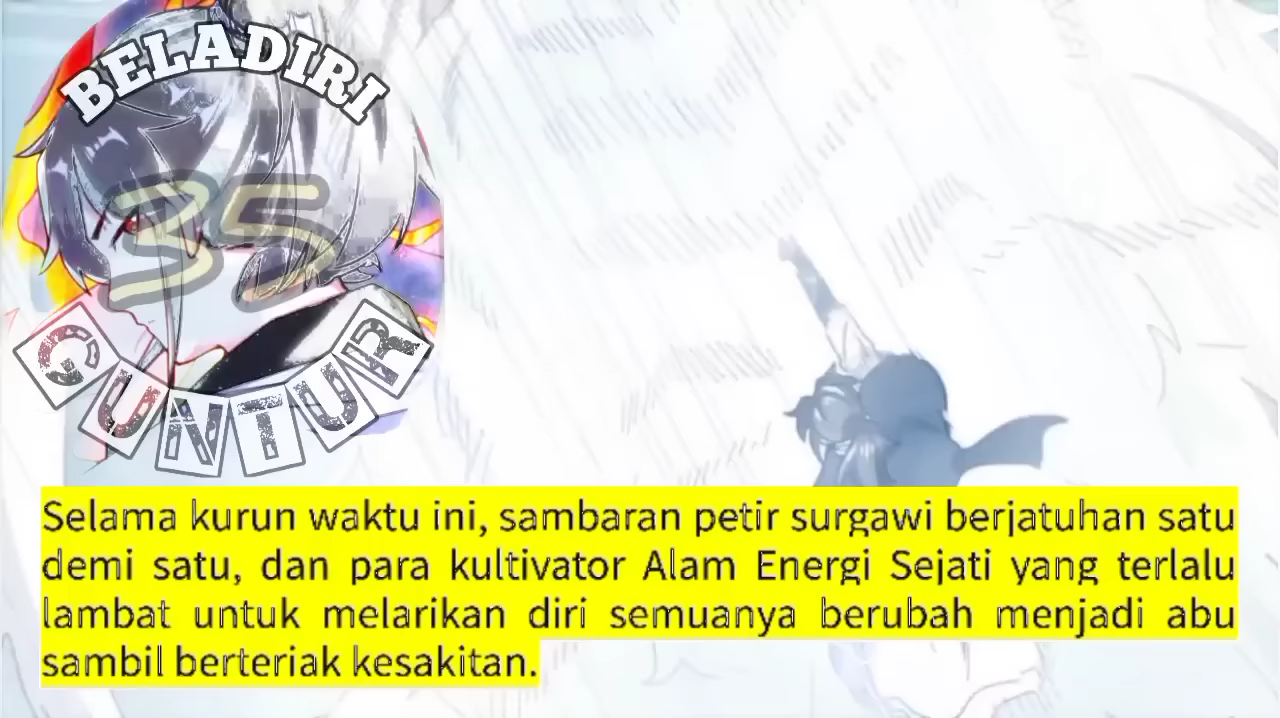 BELADIRI
35
GUNTUR
Selama kurun waktu ini, sambaran petir surgawi berjatuhan satu
demi satu, dan para kultivator Alam Energi Sejati yang terlalu
lambat untuk melarikan diri semuanya berubah menjadi abu
sambil berteriak kesakitan.